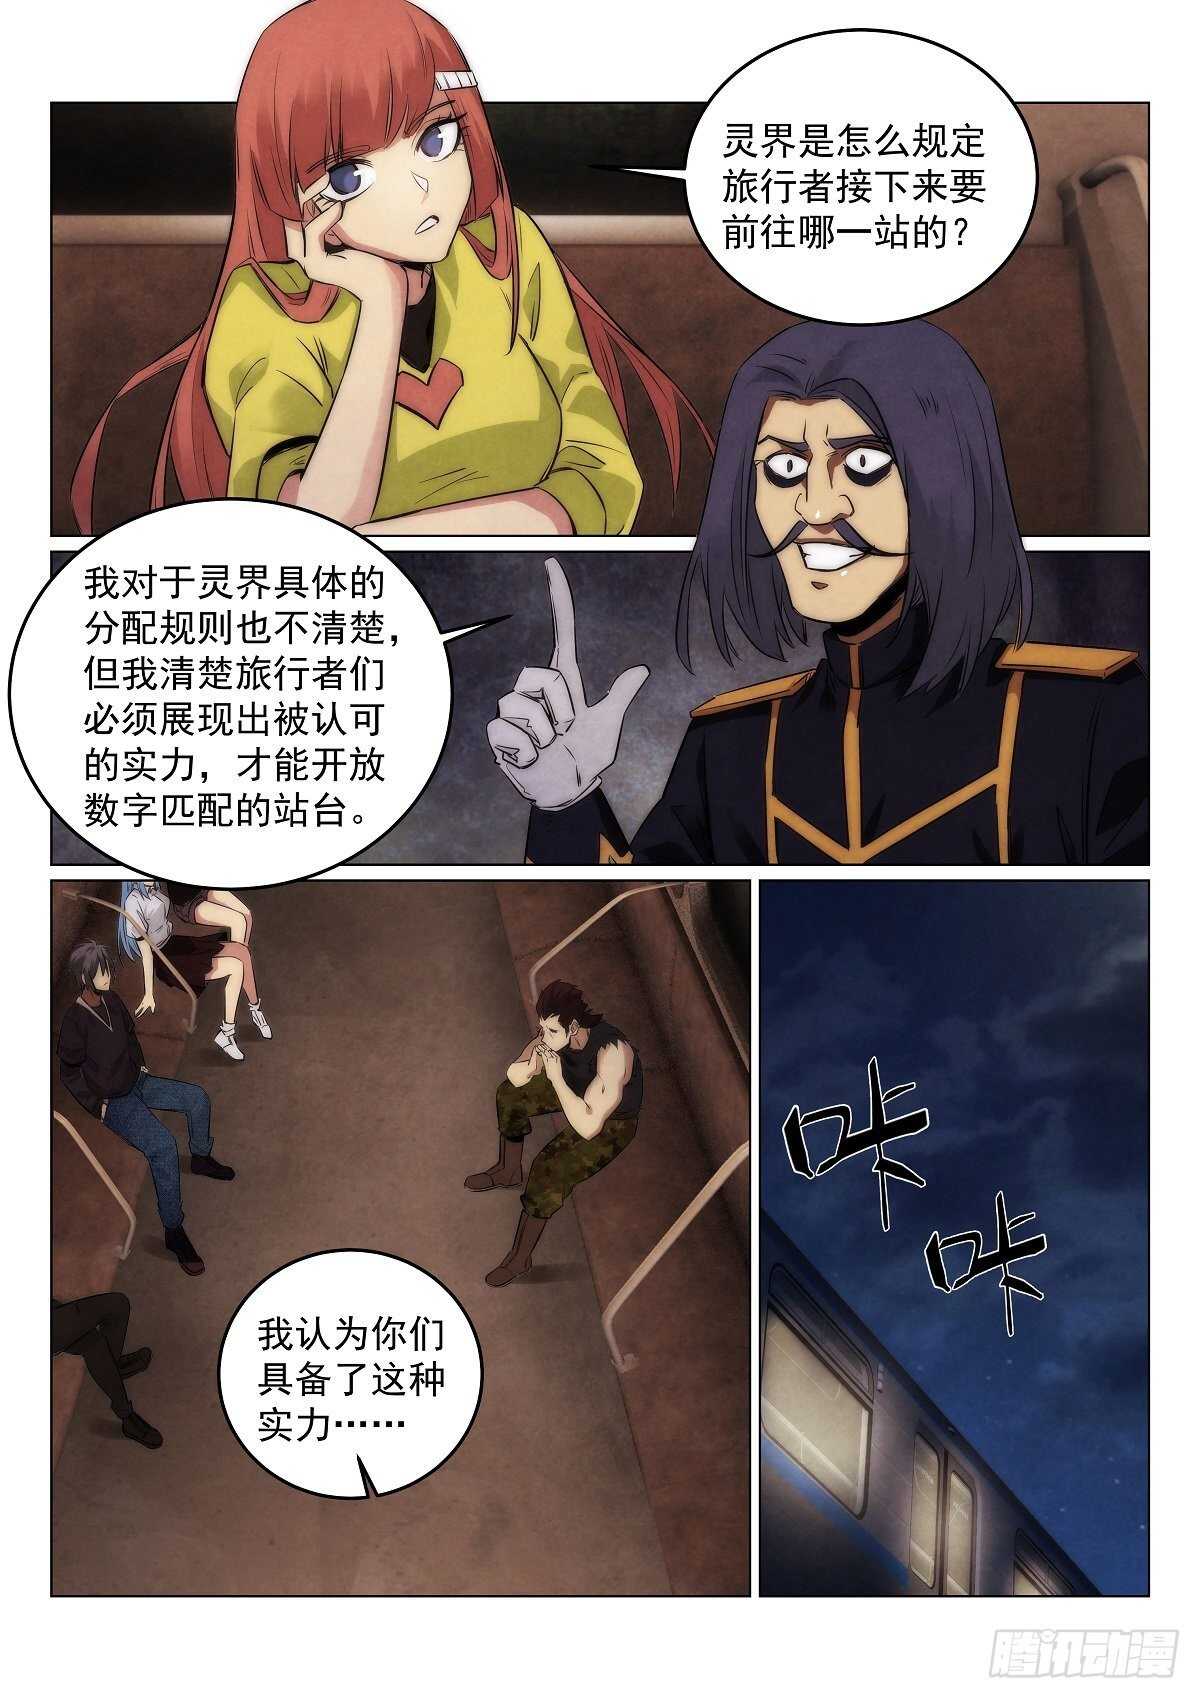 灵界是怎么规定
旅行者接下来要
前往哪一站的？
我对于灵界具体的
分配规则也不清楚，
但我清楚旅行者们
必须展现出被认可
的实力，才能开放
数字匹配的站台。
我认为你们
具备了这种
实力……
咔
咔
腾讯动漫